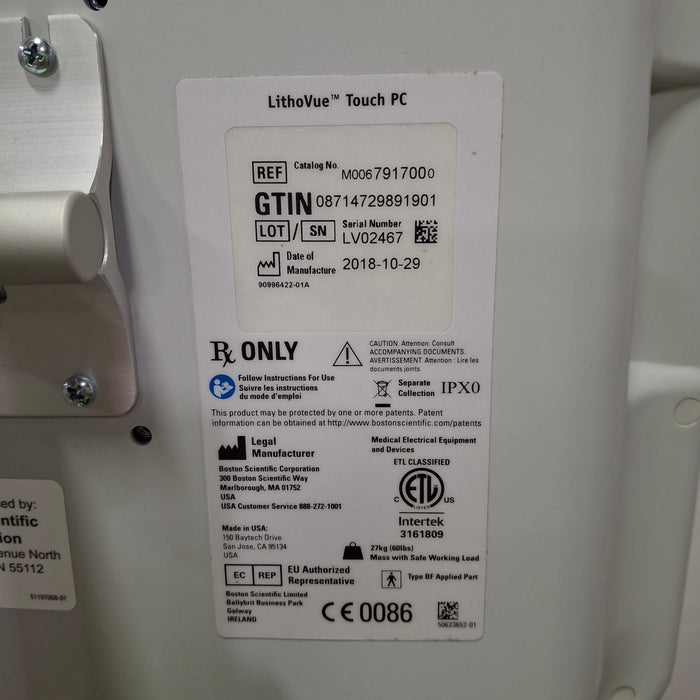 LithoVue™ Touch PC
REF Catalog No. M0067917000
GTIN 08714729891901
LOT / SN Serial Number LV02467
Date of Manufacture 2018-10-29
90996422-01A
Rx ONLY
CAUTION: Attention: Consult
ACCOMPANYING DOCUMENTS.
AVERTISSEMENT: Attention : Lire les
documents joints.
Follow Instructions For Use
Suivre les instructions
du mode d'emploi
Separate
Collection
IPX0
This product may be protected by one or more patents. Patent
information can be obtained at http://www.bostonscientific.com/patents
Legal
Manufacturer
Boston Scientific Corporation
300 Boston Scientific Way
Marlborough, MA 01752
USA
USA Customer Service 888-272-1001
Medical Electrical Equipment
and Devices
ETL CLASSIFIED
C ETL US
LISTED
Intertek
3161809
Made in USA:
150 Baytech Drive
San Jose, CA 95134
USA
27kg (60lbs)
Mass with Safe Working Load
EC REP
EU Authorized
Representative
Type BF Applied Part
Boston Scientific Limited
Ballybrit Business Park
Galway
IRELAND
CE 0086
50623652-01
ced by:
entific
ion
enue North
N 55112
51197068-01